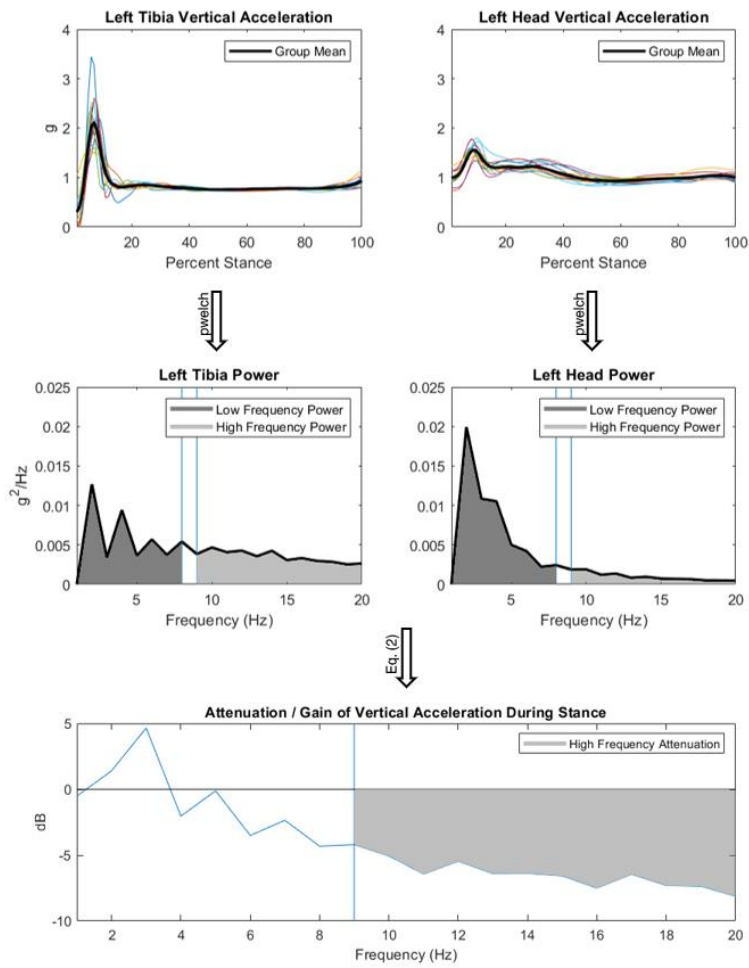 Left Tibia Vertical Acceleration
4
3
2
1
0
g
Group Mean
20
40
60
80
100
Percent Stance
Left Head Vertical Acceleration
4
3
2
1
0
Group Mean
20
40
60
80
100
Percent Stance
pwelch
pwelch
Left Tibia Power
0.025
0.02
0.015
0.01
0.005
0
g²/Hz
Low Frequency Power
High Frequency Power
5
10
15
20
Frequency (Hz)
Left Head Power
0.025
0.02
0.015
0.01
0.005
0
Low Frequency Power
High Frequency Power
5
10
15
20
Frequency (Hz)
Eq. (2)
Attenuation / Gain of Vertical Acceleration During Stance
5
0
-5
-10
dB
High Frequency Attenuation
2
4
6
8
10
12
14
16
18
20
Frequency (Hz)